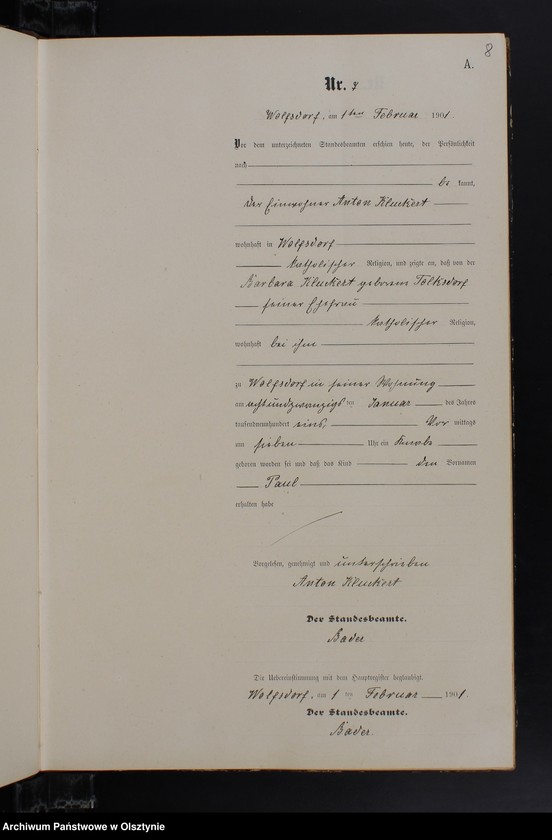 8
A.
Nr. 8
Wolfsdorf, am 1ten Februar 1901.
Vor dem unterzeichneten Standesbeamten erschien heute, der Persönlichkeit
nach
be kannt,
der Einwohner Anton Kluckert
wohnhaft in Wolfsdorf
katholischer Religion, und zeigte an, daß von der
Barbara Kluckert geborene Tolksdorf
seiner Ehefrau
katholischer Religion,
wohnhaft bei ihm
zu Wolfsdorf in seiner Wohnung
am achtundzwanzigsten Januar des Jahres
tausendneunhundert eins, Vor mittags
um sieben Uhr ein Knabe
geboren worden sei und daß das Kind den Vornamen
Paul
erhalten habe
Vorgelesen, genehmigt und unterschrieben
Anton Kluckert
Der Standesbeamte.
Bader
Die Uebereinstimmung mit dem Hauptregister beglaubigt.
Wolfsdorf, am 1 ten Februar 1901
Der Standesbeamte.
Bader.
Archiwum Państwowe w Olsztynie